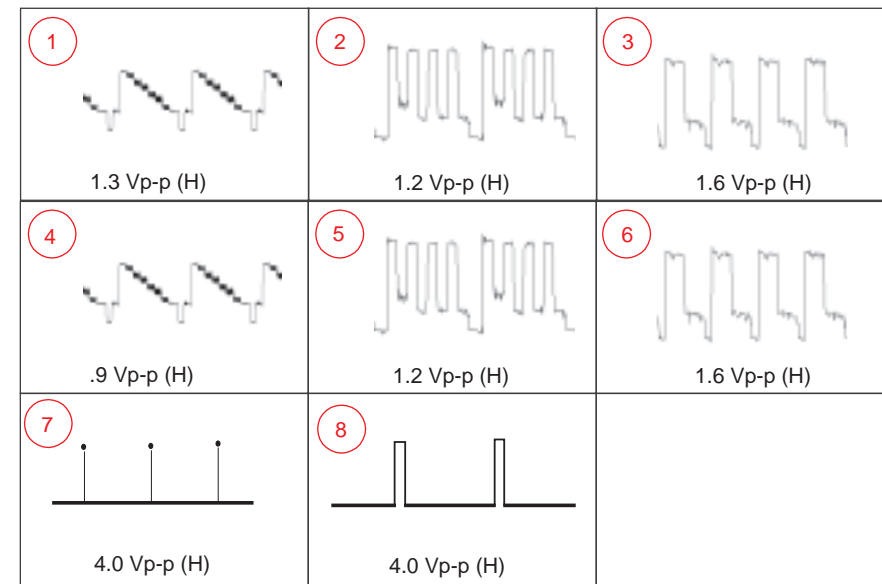 1 2 3
1.3 Vp-p (H) 1.2 Vp-p (H) 1.6 Vp-p (H)
4 5 6
.9 Vp-p (H) 1.2 Vp-p (H) 1.6 Vp-p (H)
7 8
4.0 Vp-p (H) 4.0 Vp-p (H)